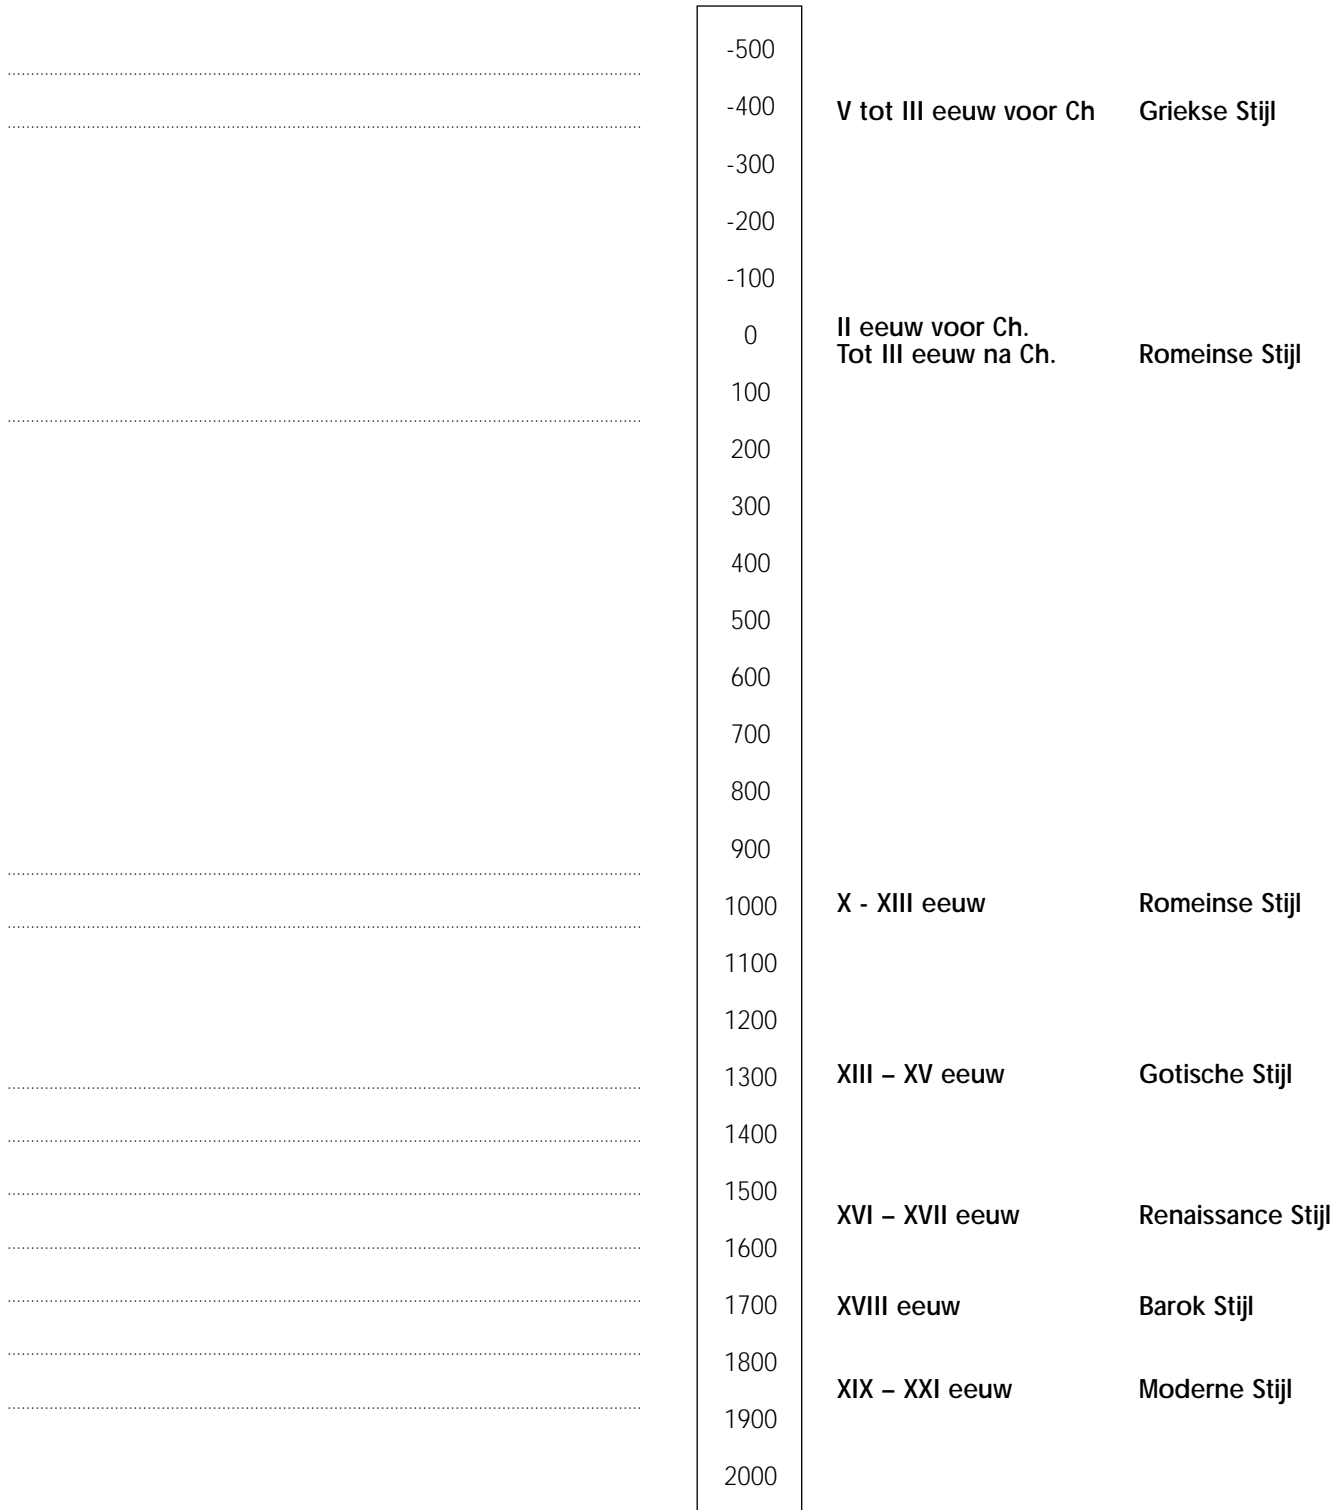 -500
-400 V tot III eeuw voor Ch Griekse Stijl
-300
-200
-100
II eeuw voor Ch.
0
Tot III eeuw na Ch. Romeinse Stijl
100
200
300
400
500
600
700
800
900
1000 X - XIII eeuw Romeinse Stijl
1100
1200
1300 XIII – XV eeuw Gotische Stijl
1400
1500
XVI – XVII eeuw Renaissance Stijl
1600
1700 XVIII eeuw Barok Stijl
1800
XIX – XXI eeuw Moderne Stijl
1900
2000